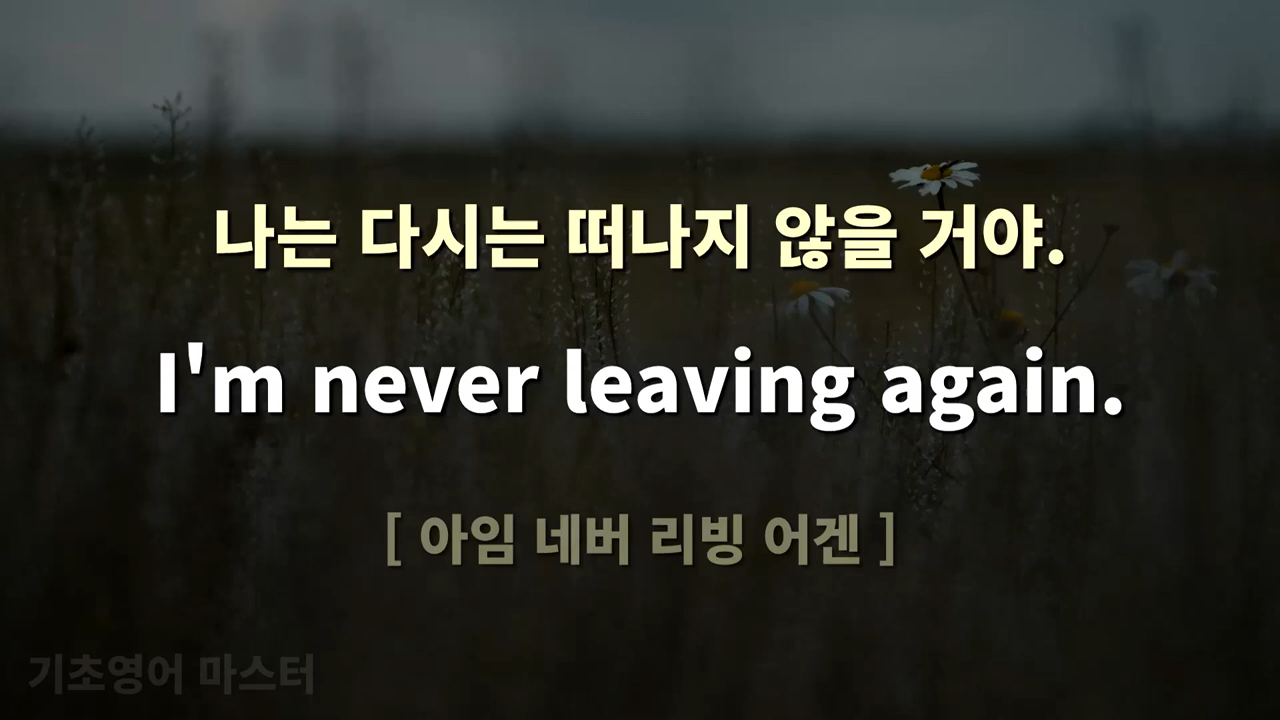 나는 다시는 떠나지 않을 거야.
I'm never leaving again.
[ 아임 네버 리빙 어겐 ]
기초영어 마스터